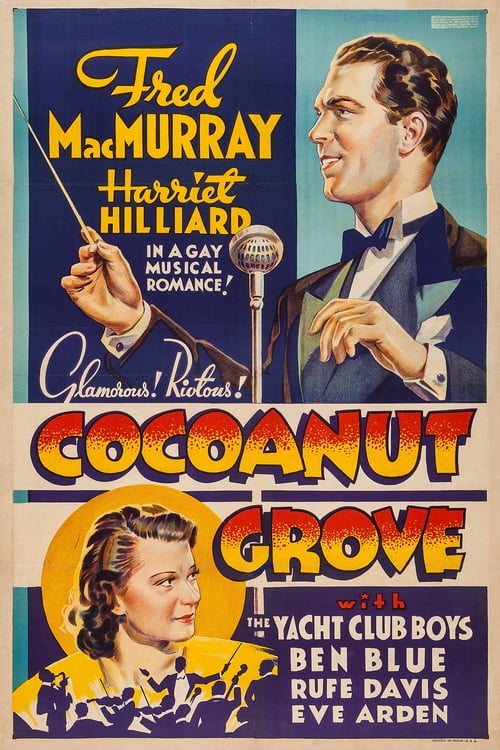 Fred
MacMURRAY
Harriet
HILLIARD
IN A GAY
MUSICAL
ROMANCE!
Glamorous! Riotous!
COCOANUT
GROVE
with
THE YACHT CLUB BOYS
BEN BLUE
RUFE DAVIS
EVE ARDEN